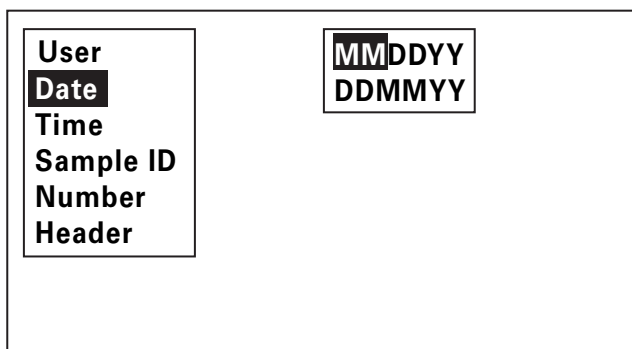 User
Date
Time
Sample ID
Number
Header
MMDDYY
DDMMYY